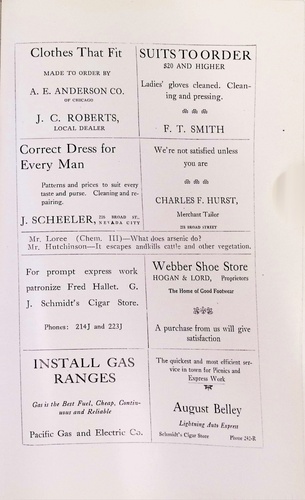 Clothes That Fit
MADE TO ORDER BY
A. E. ANDERSON CO.
OF CHICAGO
J. C. ROBERTS,
LOCAL DEALER
SUITS TO ORDER
$20 AND HIGHER
Ladies' gloves cleaned. Clean-
ing and pressing.
F. T. SMITH
Correct Dress for
Every Man
Patterns and prices to suit every
taste and purse. Cleaning and re-
pairing.
J. SCHEELER,
BROAD ST.,
NEVADA CITY
We're not satisfied unless
you are
CHARLES F. HURST,
Merchant Tailor
BROAD STREET
Mr. Loree (Chem. III)—What does arsenic do?
Mr. Hutchinson—It escapes andkills cattle and other vegetation.
For prompt express work
patronize Fred Hallet. G.
J. Schmidt's Cigar Store.
Phones: 214J and 223J
Webber Shoe Store
HOGAN & LORD, Proprietors
The Home of Good Footwear
A purchase from us will give
satisfaction
INSTALL GAS
RANGES
Gas is the Best Fuel, Cheap, Contin-
uous and Reliable
Pacific Gas and Electric Co.
The quickest and most efficient ser-
vice in town for Picnics and
Express Work
August Belley
Lightning Auto Express
Schmidt's Cigar Store
Phone 242-R